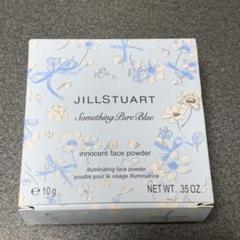 JILLSTUART
Something Pure Blue
innocent face powder
illuminating face powder
poudre pour le visage illuminatrice
℮ 10g NET WT. .35 OZ.